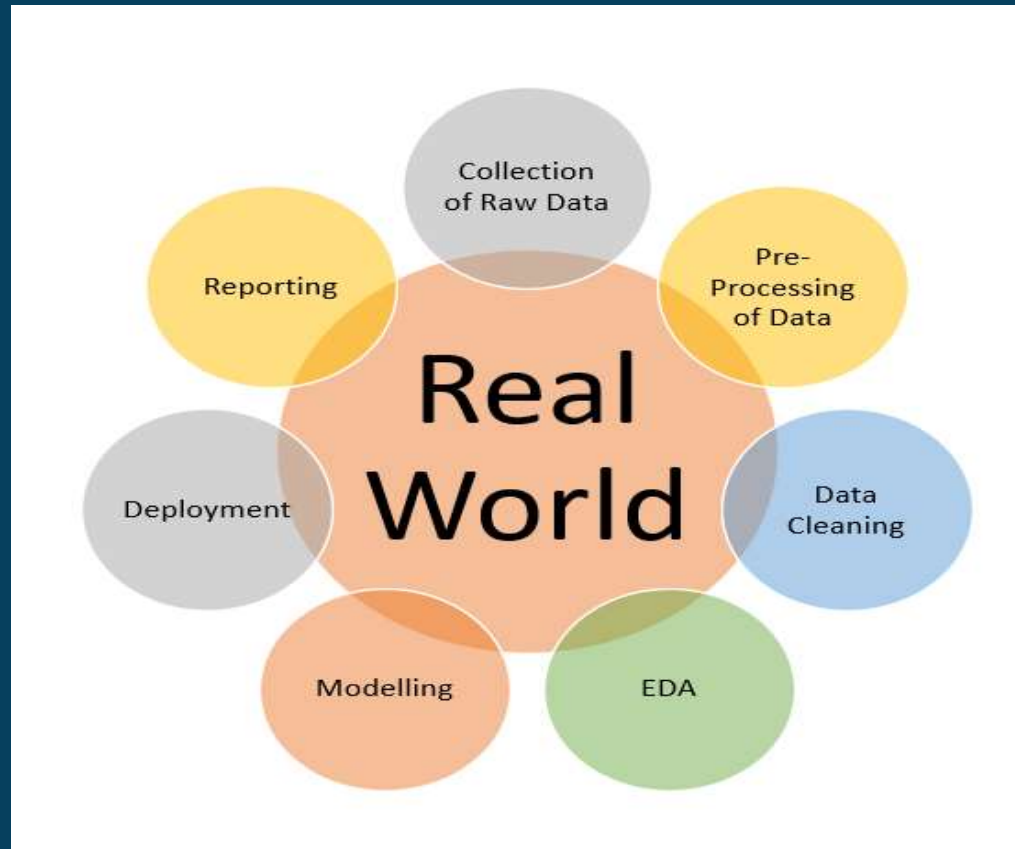 Collection
of Raw Data
Pre-
Processing
of Data
Data
Cleaning
EDA
Modelling
Deployment
Reporting
Real
World